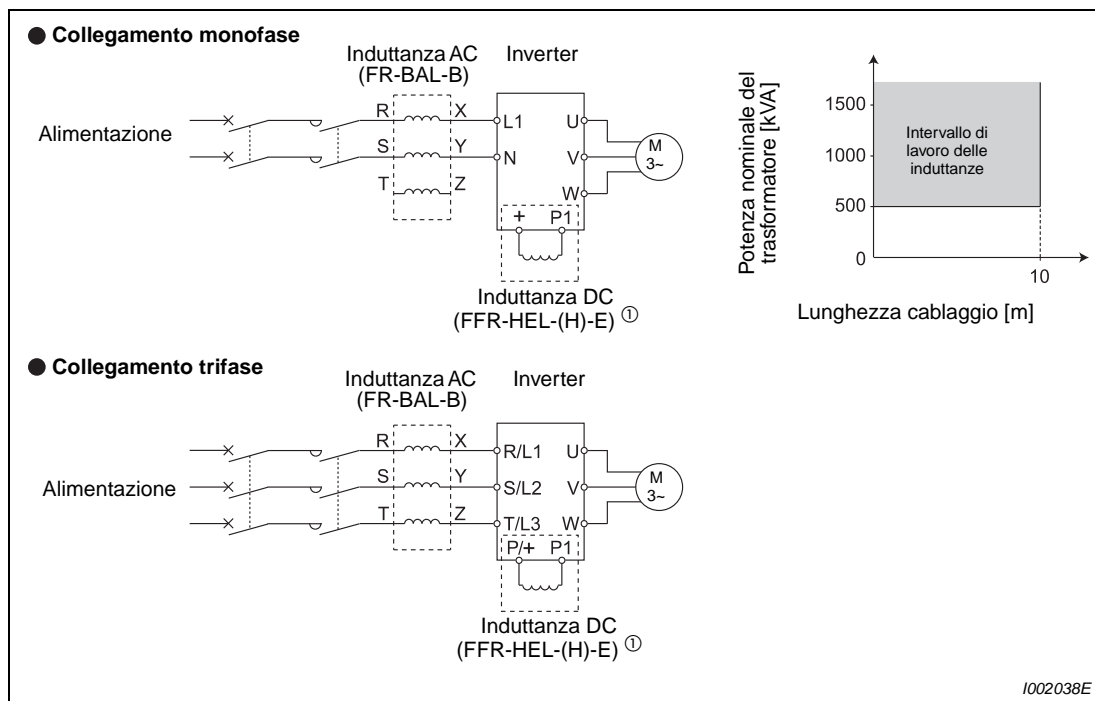 ● Collegamento monofase
Induttanza AC
(FR-BAL-B)
Inverter
Alimentazione
R X
S Y
T Z
L1
N
U
V
W
M
3~
+ P1
Induttanza DC
(FFR-HEL-(H)-E) ①
Potenza nominale del
trasformatore [kVA]
1500
1000
500
0
Intervallo di
lavoro delle
induttanze
10
Lunghezza cablaggio [m]
● Collegamento trifase
Induttanza AC
(FR-BAL-B)
Inverter
Alimentazione
R X
S Y
T Z
R/L1
S/L2
T/L3
U
V
W
M
3~
P/+ P1
Induttanza DC
(FFR-HEL-(H)-E) ①
I002038E